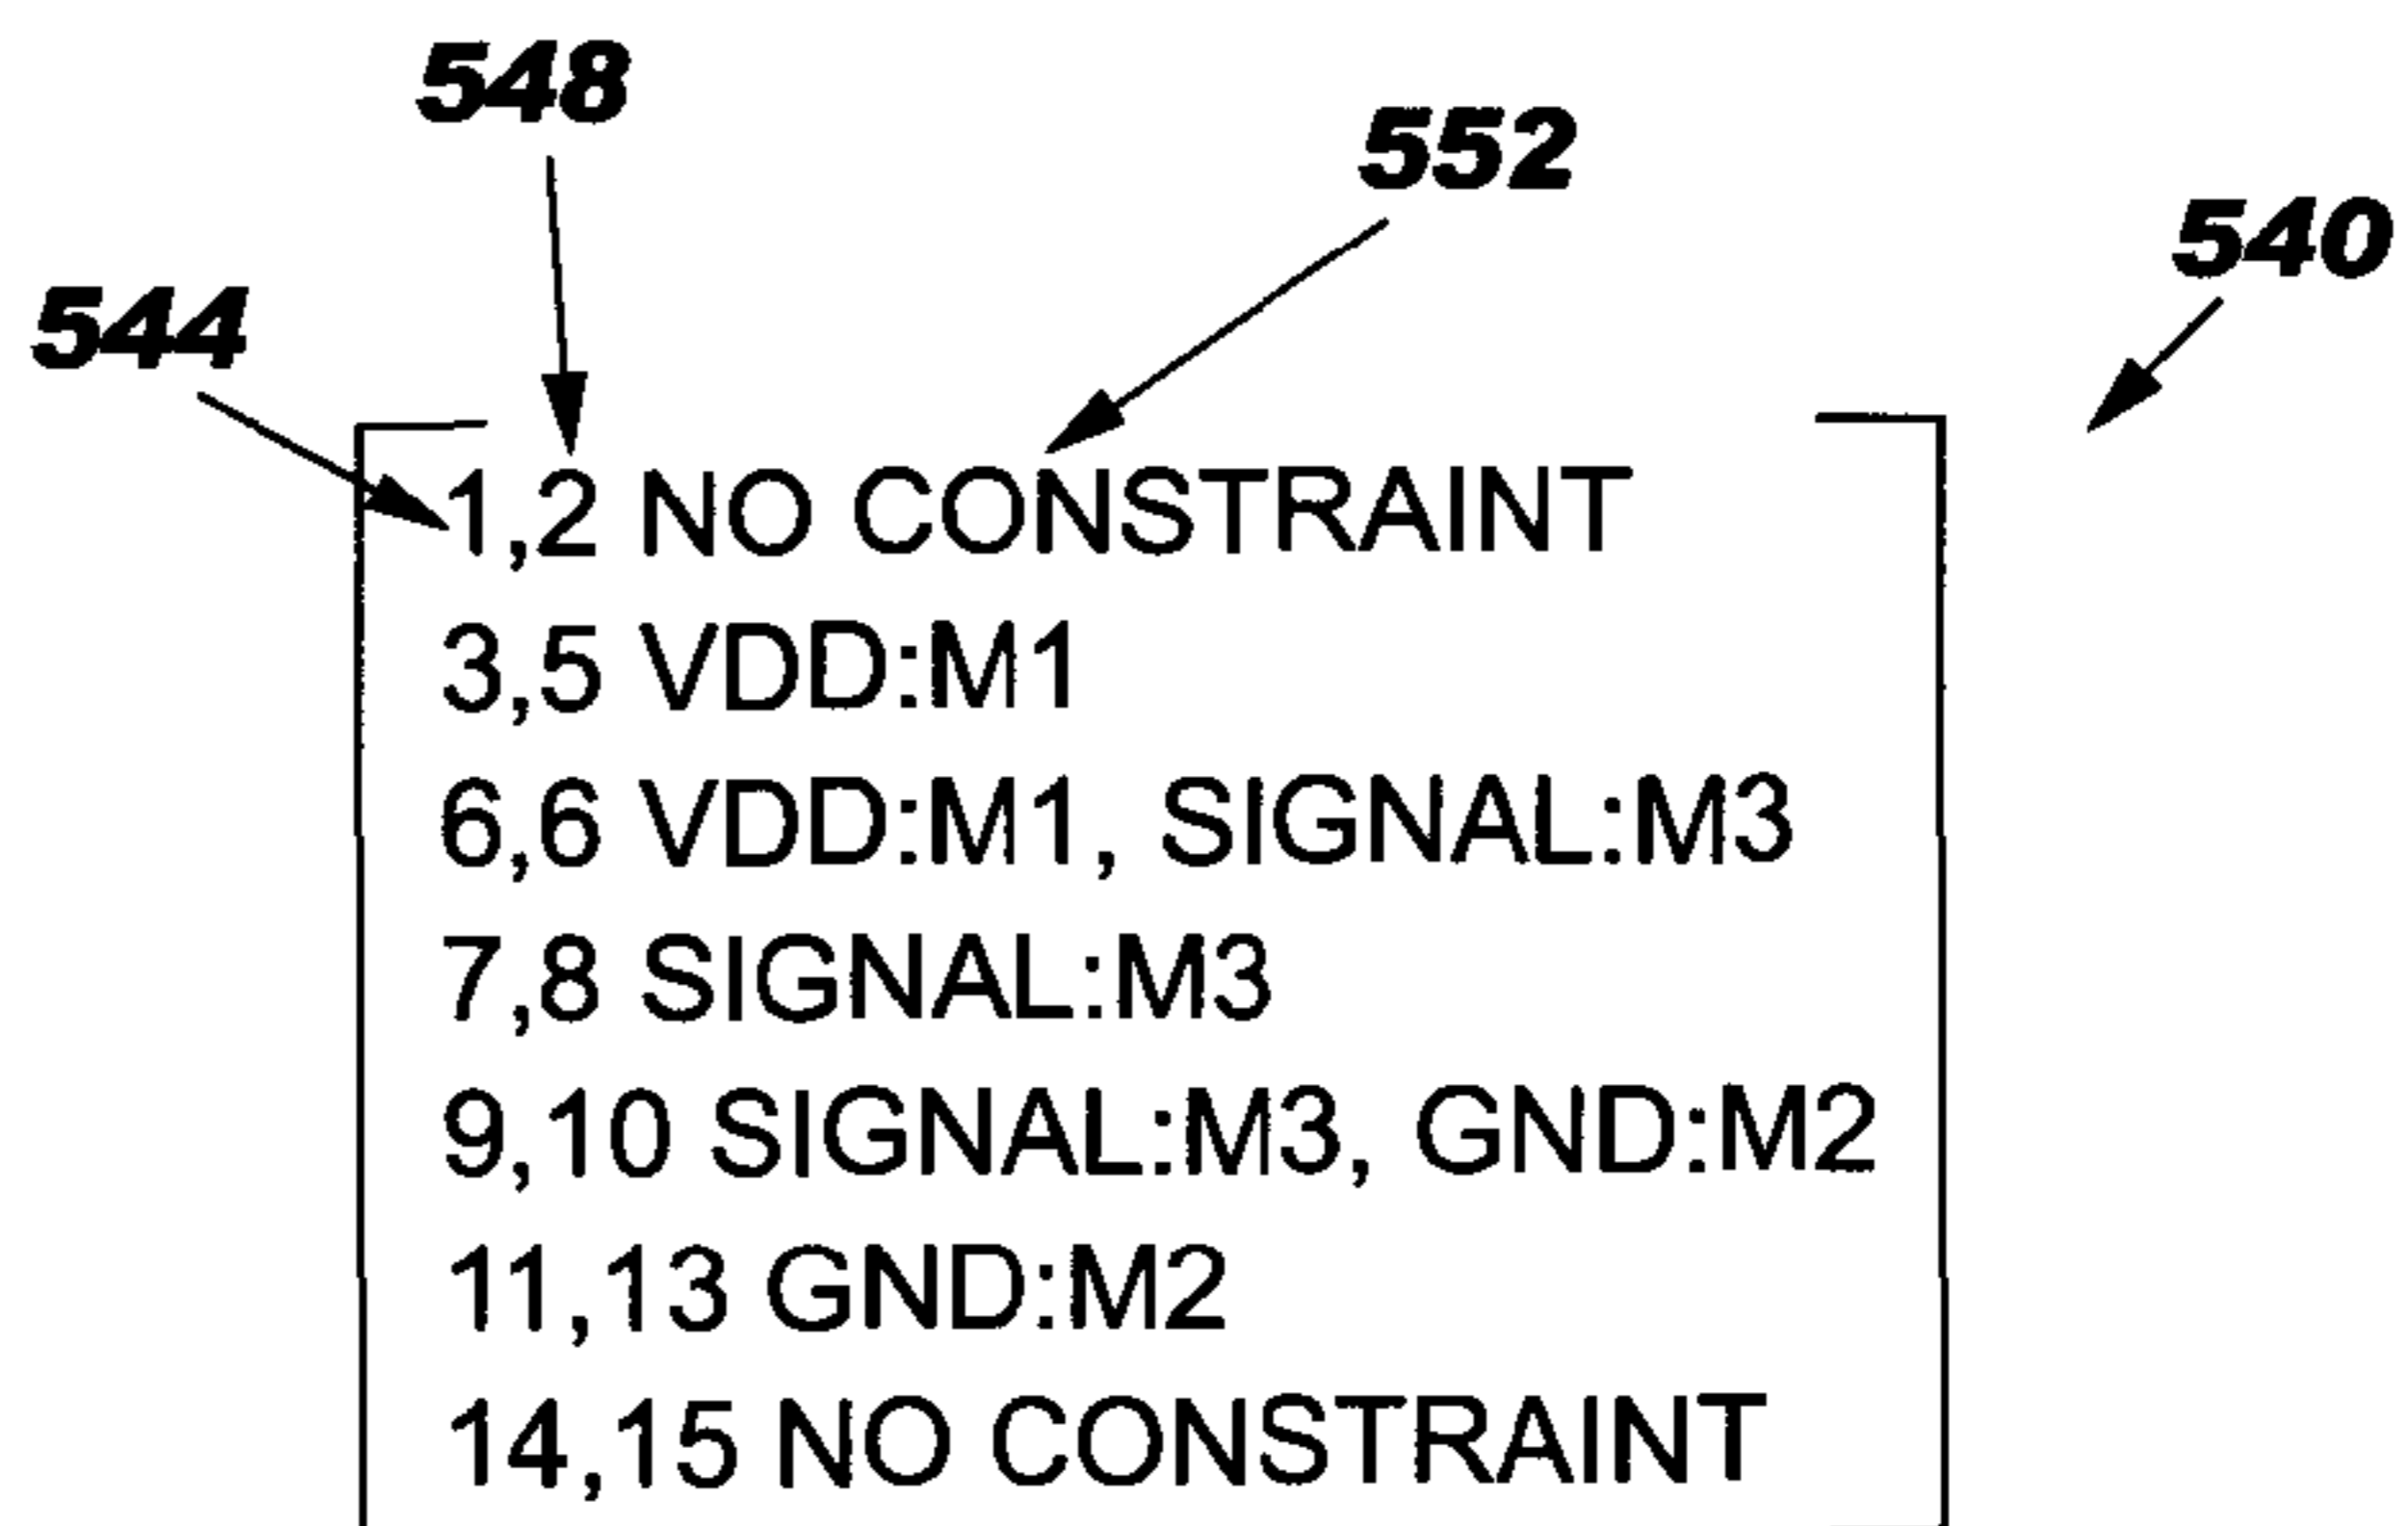 548
552
540
544
1,2 NO CONSTRAINT
3,5 VDD:M1
6,6 VDD:M1, SIGNAL:M3
7,8 SIGNAL:M3
9,10 SIGNAL:M3, GND:M2
11,13 GND:M2
14,15 NO CONSTRAINT